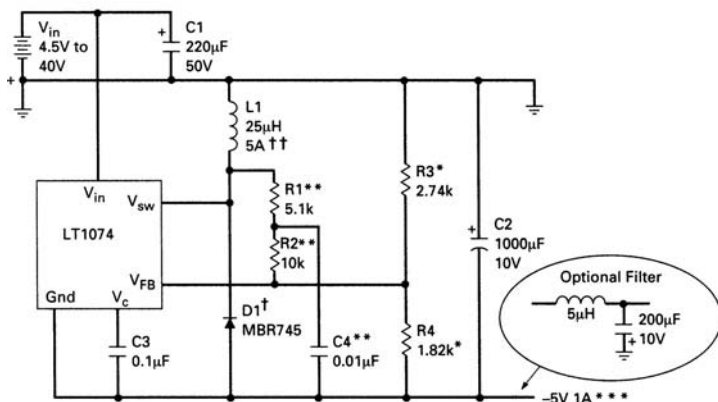 Vin
4.5V to
40V
+
+
C1
220μF
50V
L1
25μH
5A ††
Vin
Vsw
LT1074
VFB
Gnd
Vc
R1**
5.1k
R2**
10k
R3*
2.74k
C2
+
1000μF
10V
D1†
MBR745
C3
0.1μF
C4**
0.01μF
R4
1.82k*
Optional Filter
5μH
200μF
+
10V
–5V 1A ***